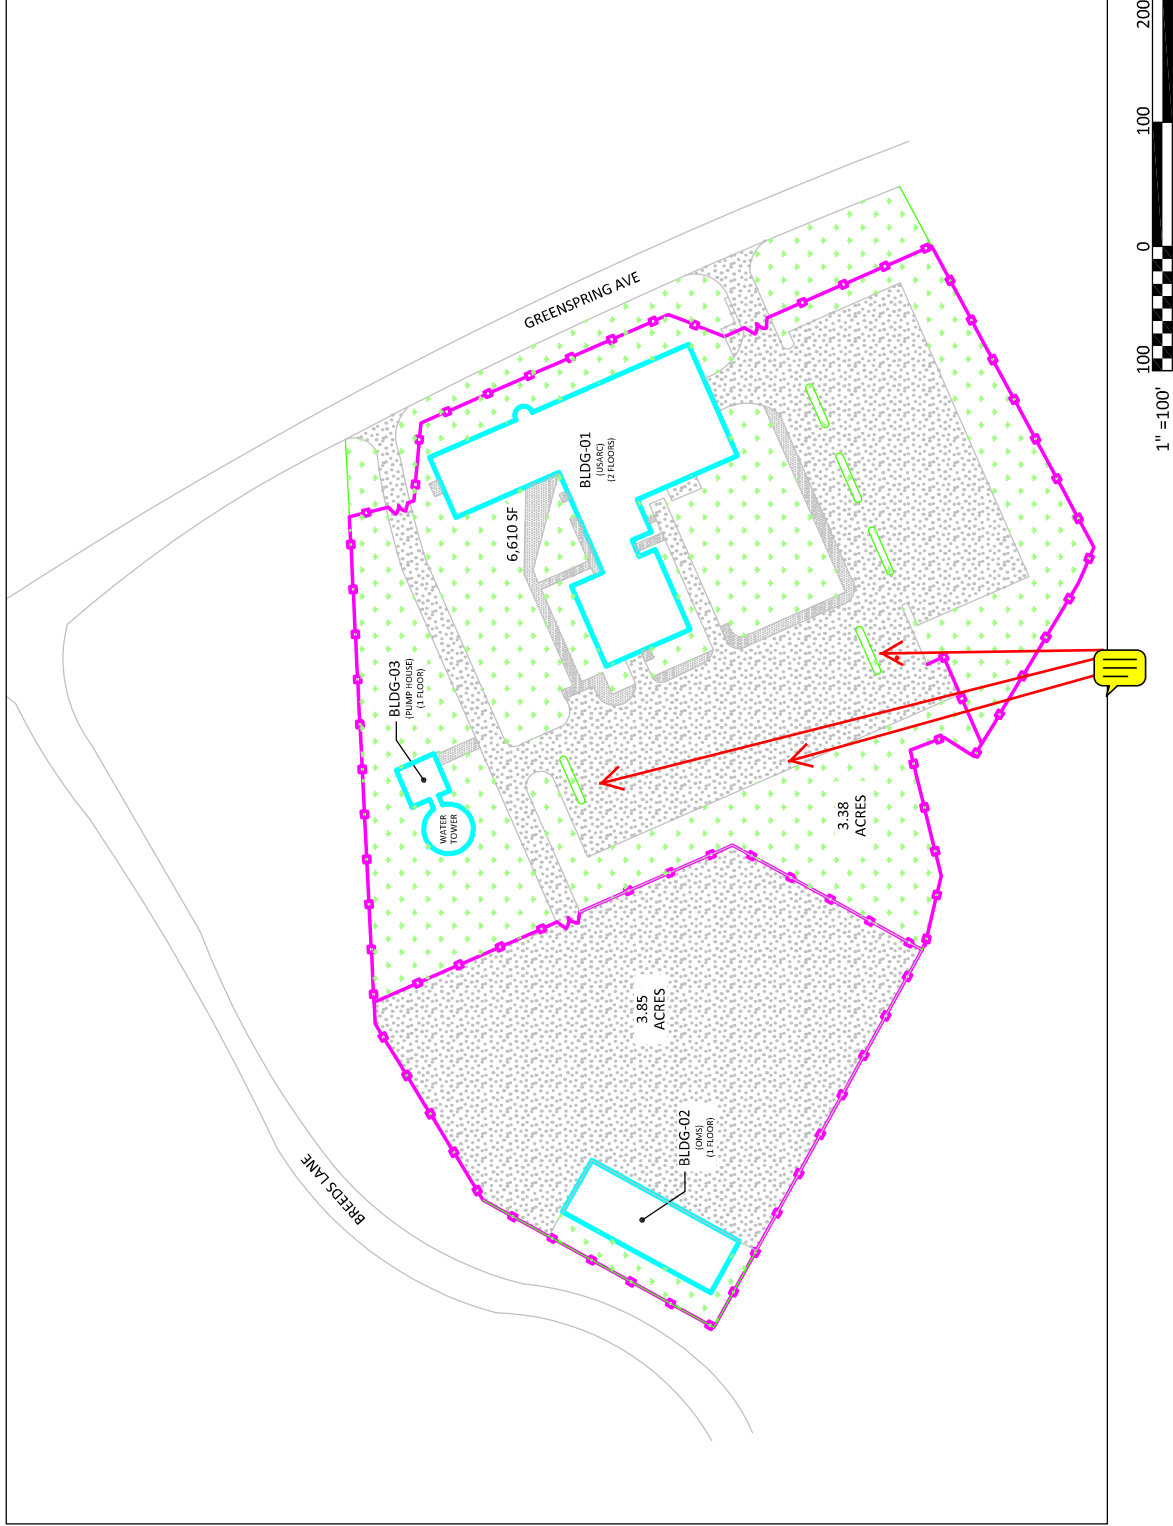 GREENSPRING AVE
BLDG-01
(USARC)
(2 FLOORS)
6,610 SF
BLDG-03
(PUMP HOUSE)
(1 FLOOR)
WATER
TOWER
3.38
ACRES
3.85
ACRES
BLDG-02
(OMS)
(1 FLOOR)
BREEDS LANE
100
0
100
200
1" =100'